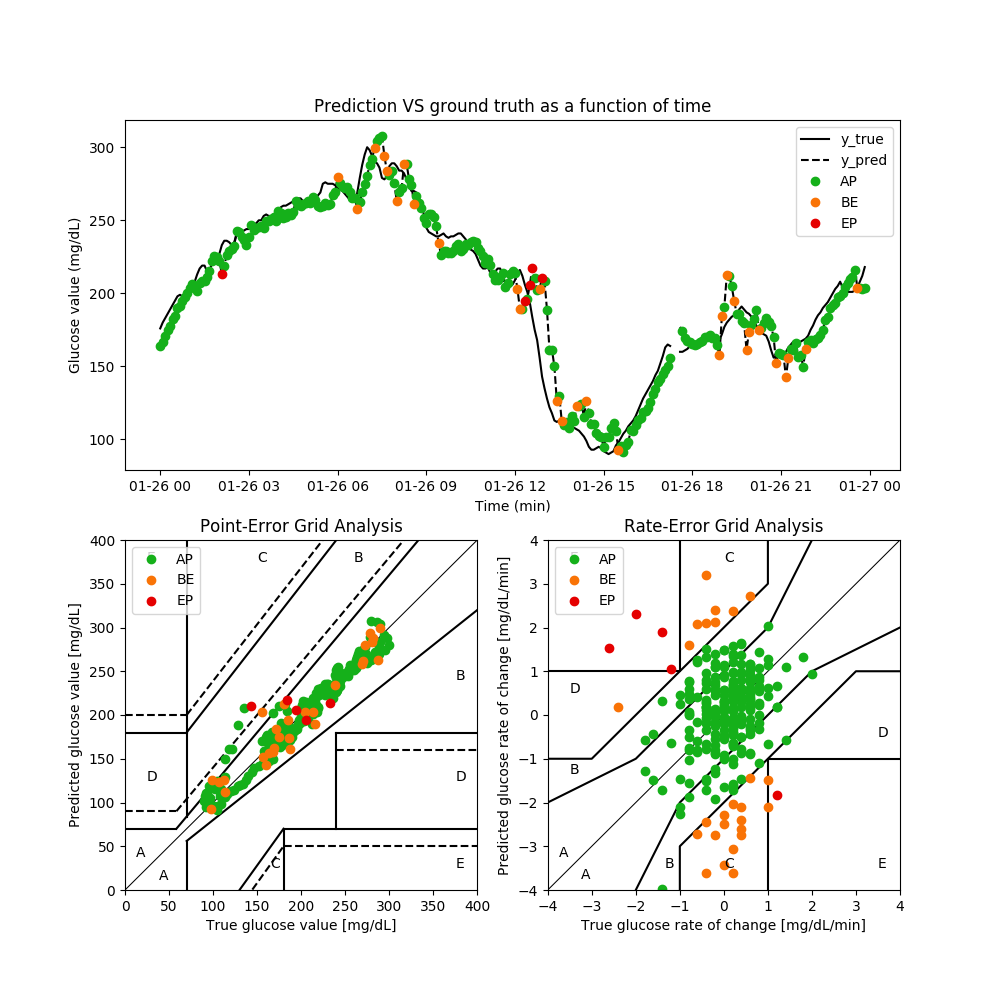 Prediction VS ground truth as a function of time
Glucose value (mg/dL)
300
250
200
150
100
y_true
y_pred
AP
BE
EP
01-26 00 01-26 03 01-26 06 01-26 09 01-26 12 01-26 15 01-26 18 01-26 21 01-27 00
Time (min)
Point-Error Grid Analysis
Predicted glucose value [mg/dL]
400
350
300
250
200
150
100
50
0
AP
BE
EP
C
B
B
D
D
A
A
C
E
0 50 100 150 200 250 300 350 400
True glucose value [mg/dL]
Rate-Error Grid Analysis
Predicted glucose rate of change [mg/dL/min]
4
3
2
1
0
−1
−2
−3
−4
AP
BE
EP
C
D
D
B
A
A
B
C
E
−4 −3 −2 −1 0 1 2 3 4
True glucose rate of change [mg/dL/min]